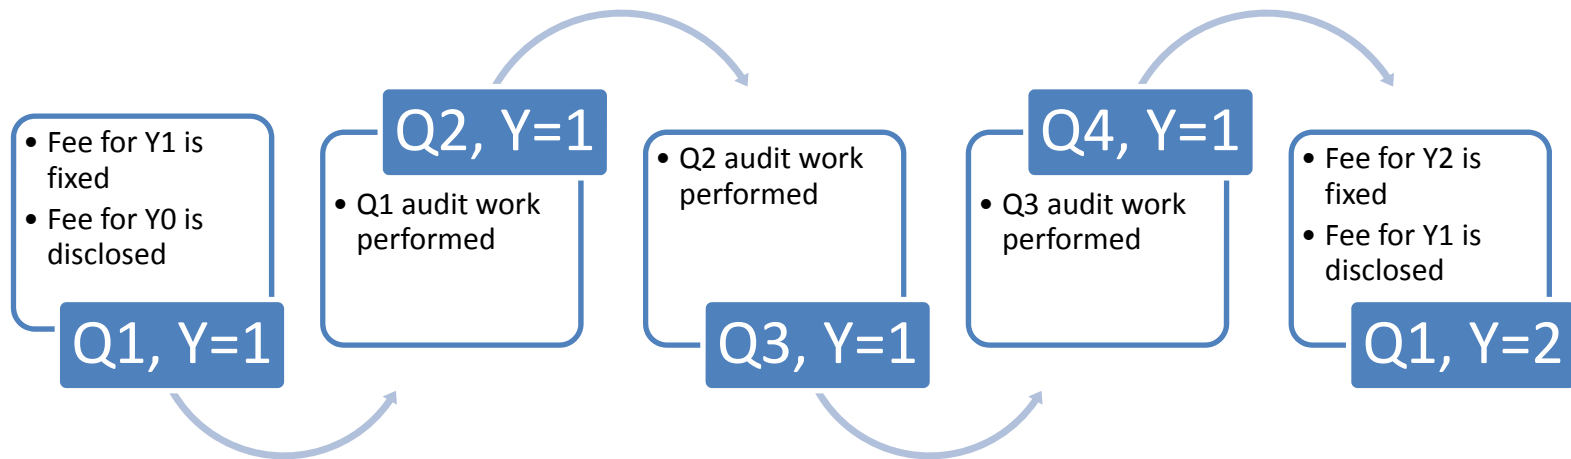 • Fee for Y1 is
fixed
• Fee for Y0 is
disclosed
Q1, Y=1
Q2, Y=1
• Q1 audit work
performed
• Q2 audit work
performed
Q3, Y=1
Q4, Y=1
• Q3 audit work
performed
• Fee for Y2 is
fixed
• Fee for Y1 is
disclosed
Q1, Y=2